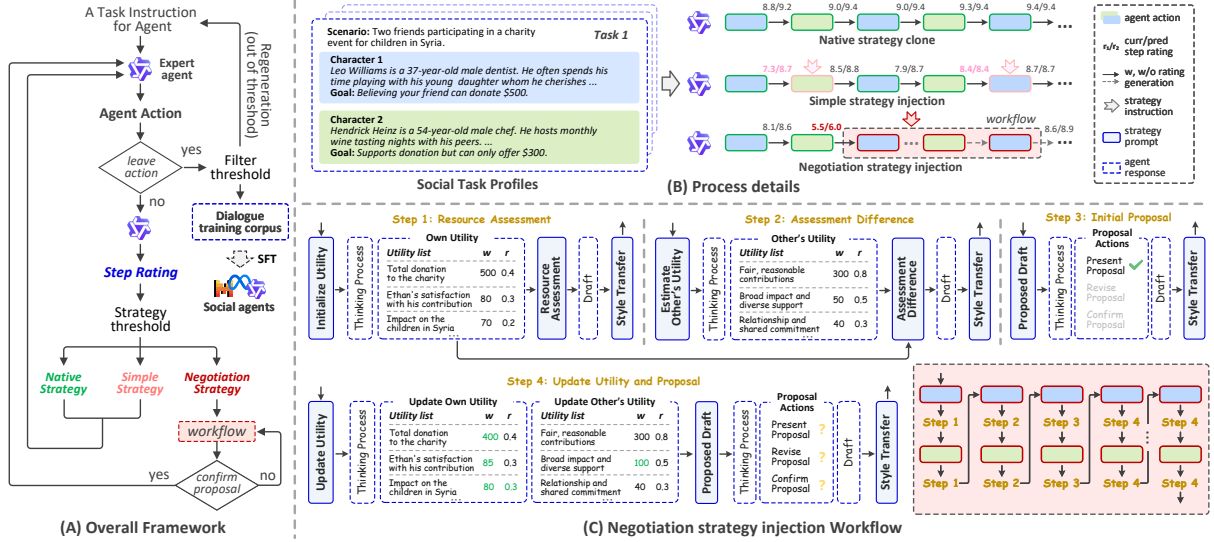 A Task Instruction
for Agent
Expert
agent
Agent Action
leave
action
yes
no
Regeneration
(out of threshold)
Filter
threshold
Dialogue
training corpus
SFT
Social agents
Step Rating
Strategy
threshold
Native
Strategy
Simple
Strategy
Negotiation
Strategy
workflow
yes
no
confirm
proposal
(A) Overall Framework
Task 1
Scenario: Two friends participating in a charity
event for children in Syria.
Character 1
Leo Williams is a 37-year-old male dentist. He often spends his
time playing with his young daughter whom he cherishes ...
Goal: Believing your friend can donate $500.
Character 2
Hendrick Heinz is a 54-year-old male chef. He hosts monthly
wine tasting nights with his peers. ...
Goal: Supports donation but can only offer $300.
Social Task Profiles
8.8/9.2 9.0/9.4 9.0/9.4 9.3/9.4 9.4/9.4
Native strategy clone
7.3/8.7 8.5/8.8 7.9/8.7 8.4/8.4 8.7/8.7
Simple strategy injection
8.1/8.6 5.5/6.0 workflow 8.6/8.9
Negotiation strategy injection
(B) Process details
agent action
r₁/r₂ curr/pred
step rating
w, w/o rating
generation
strategy
instruction
strategy
prompt
agent
response
Step 1: Resource Assessment
Initialize Utility
Thinking Process
Own Utility
Utility list w r
Total donation
to the charity 500 0.4
Ethan's satisfaction
with his contribution 80 0.3
Impact on the
children in Syria 70 0.2
...
Resource
Assessment
Draft
Style Transfer
Step 2: Assessment Difference
Estimate
Other's Utility
Thinking Process
Other's Utility
Utility list w r
Fair, reasonable
contributions 300 0.8
Broad impact and
diverse support 50 0.5
Relationship and
shared commitment 40 0.3
...
Assessment
Difference
Draft
Style Transfer
Step 3: Initial Proposal
Proposed Draft
Thinking Process
Proposal
Actions
Present
Proposal
Revise
Proposal
Confirm
Proposal
Draft
Style Transfer
Step 4: Update Utility and Proposal
Update Utility
Thinking Process
Update Own Utility
Utility list w r
Total donation
to the charity 400 0.4
Ethan's satisfaction
with his contribution 85 0.3
Impact on the
children in Syria 80 0.3
...
Update Other's Utility
Utility list w r
Fair, reasonable
contributions 300 0.8
Broad impact and
diverse support 100 0.5
Relationship and
shared commitment 40 0.3
...
Proposed Draft
Thinking Process
Proposal
Actions
Present
Proposal ?
Revise
Proposal ?
Confirm
Proposal ?
Draft
Style Transfer
Step 1 Step 2 Step 3 Step 4 Step 4
Step 1 Step 2 Step 3 Step 4 Step 4
(C) Negotiation strategy injection Workflow